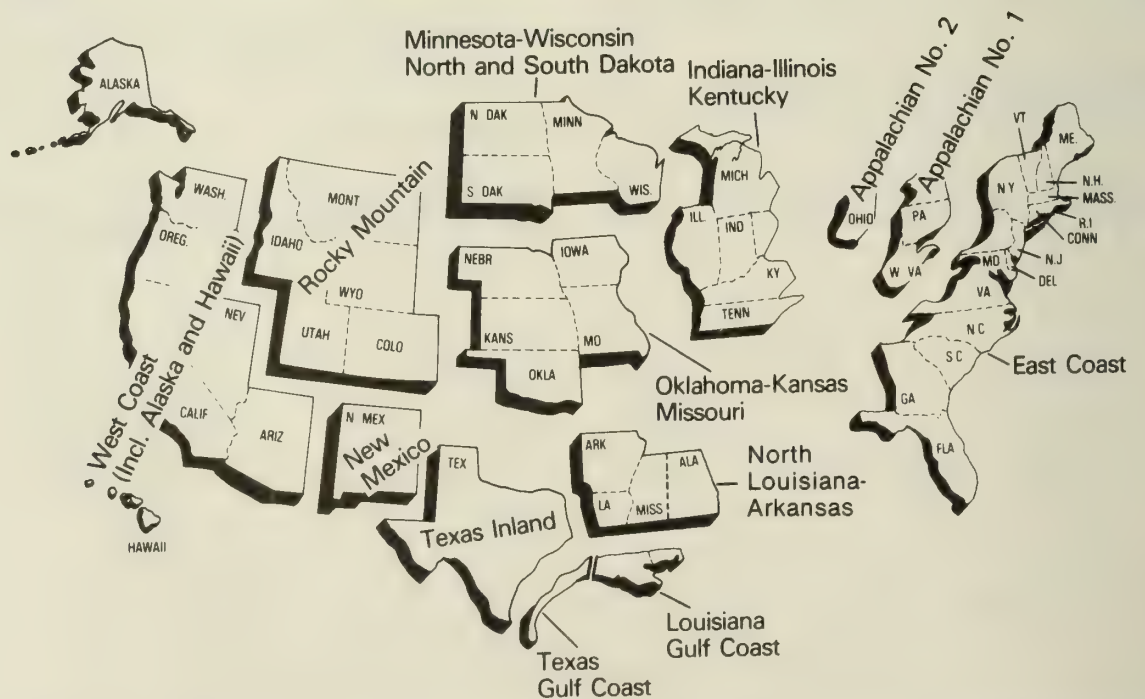 ALASKA
Minnesota-Wisconsin
North and South Dakota
Indiana-Illinois
Kentucky
Appalachian No. 2
Appalachian No. 1
West Coast
(Incl. Alaska and Hawaii)
WASH.
OREG.
NEV
CALIF
ARIZ
HAWAII
Rocky Mountain
MONT
IDAHO
WYO
UTAH
COLO
N DAK
MINN
S DAK
WIS.
MICH
ILL.
IND
KY
TENN
OHIO
PA
W VA
VT
ME.
N Y
N.H.
MASS.
R.I
CONN
N.J
DEL
MD
VA
N C
S C
East Coast
GA
FLA
NEBR
IOWA
KANS
MO
OKLA
Oklahoma-Kansas
Missouri
N MEX
New
Mexico
TEX
Texas Inland
ARK
ALA
LA
MISS
North
Louisiana-
Arkansas
Louisiana
Gulf Coast
Texas
Gulf Coast